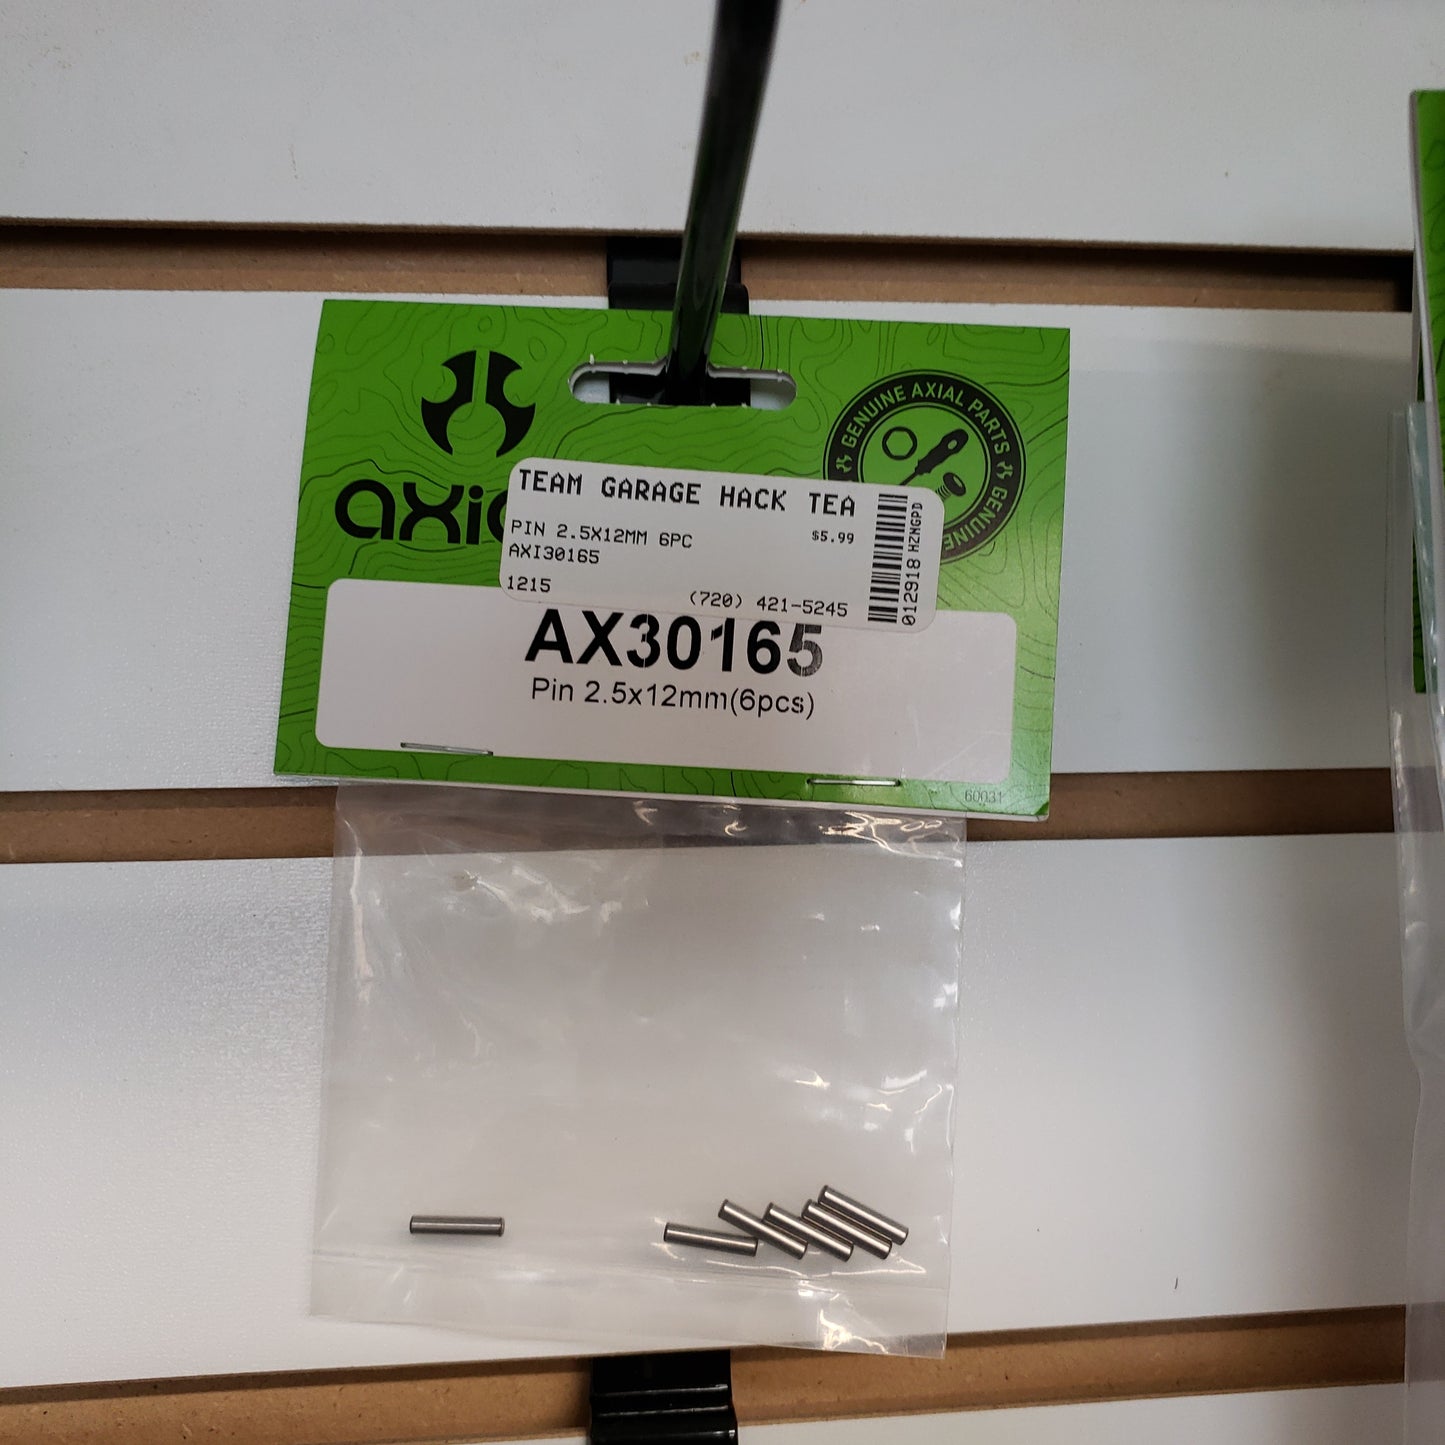 axi
GENUINE AXIAL PARTS
GENUINE
TEAM GARAGE HACK TEA
PIN 2.5X12MM 6PC $5.99
AXI30165
1215 (720) 421-5245
012918 HZNGPD
AX30165
Pin 2.5x12mm(6pcs)
60031